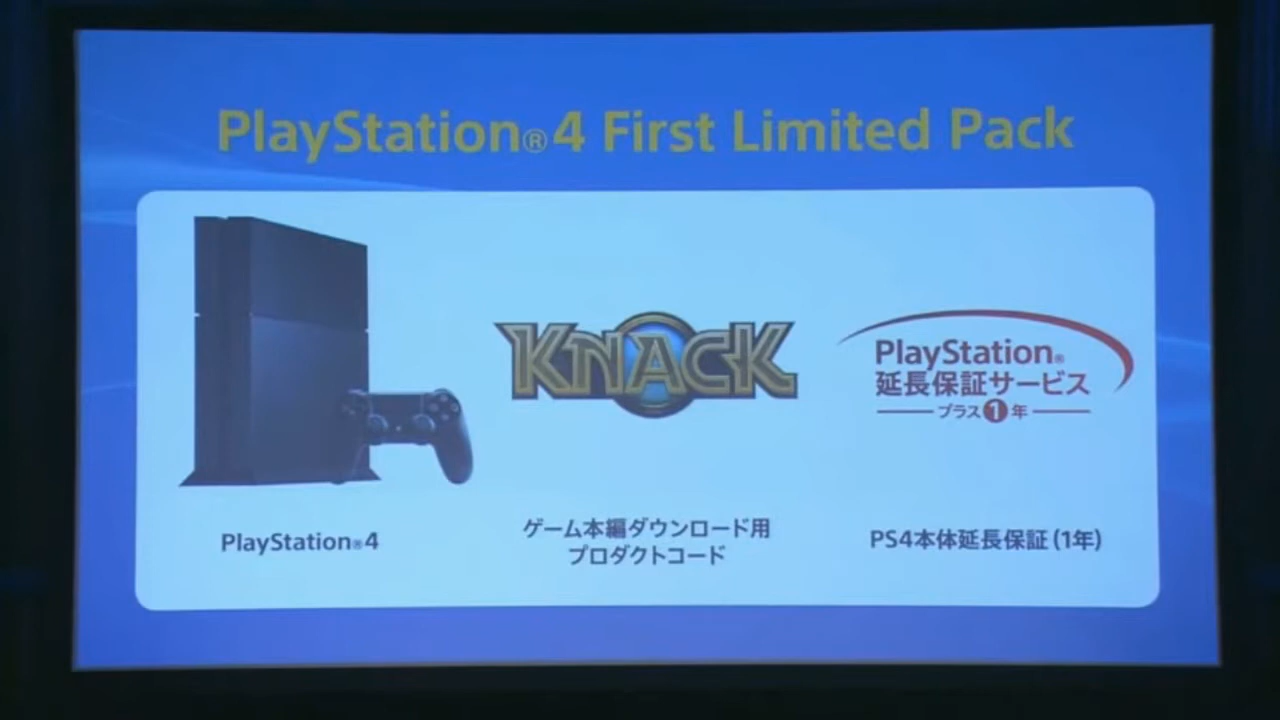 PlayStation®4 First Limited Pack
KNACK
PlayStation®
延長保証サービス
プラス1年
PlayStation®4
ゲーム本編ダウンロード用
プロダクトコード
PS4本体延長保証(1年)